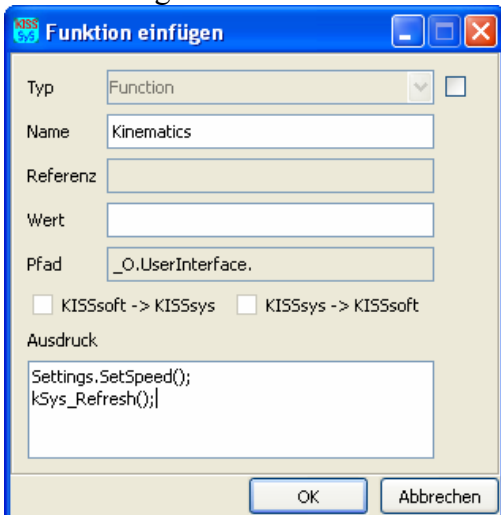 KISS
sys
Funktion einfügen
Typ Function
Name Kinematics
Referenz
Wert
Pfad _O.UserInterface.
KISSsoft -> KISSsys KISSsys -> KISSsoft
Ausdruck
Settings.SetSpeed();
kSys_Refresh();
OK Abbrechen